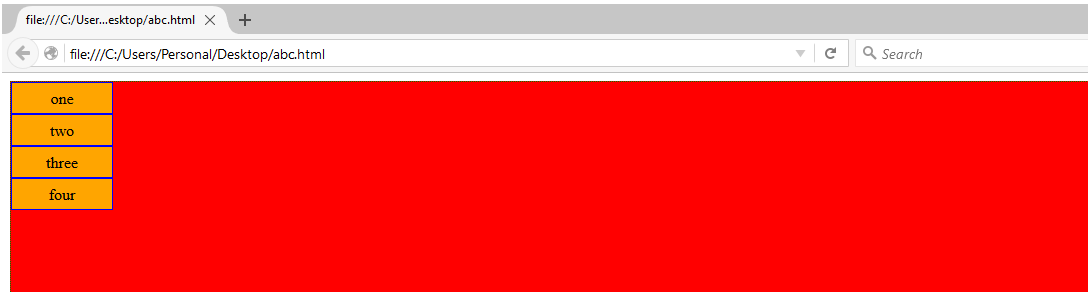 file:///C:/User...esktop/abc.html
file:///C:/Users/Personal/Desktop/abc.html
Search
one
two
three
four